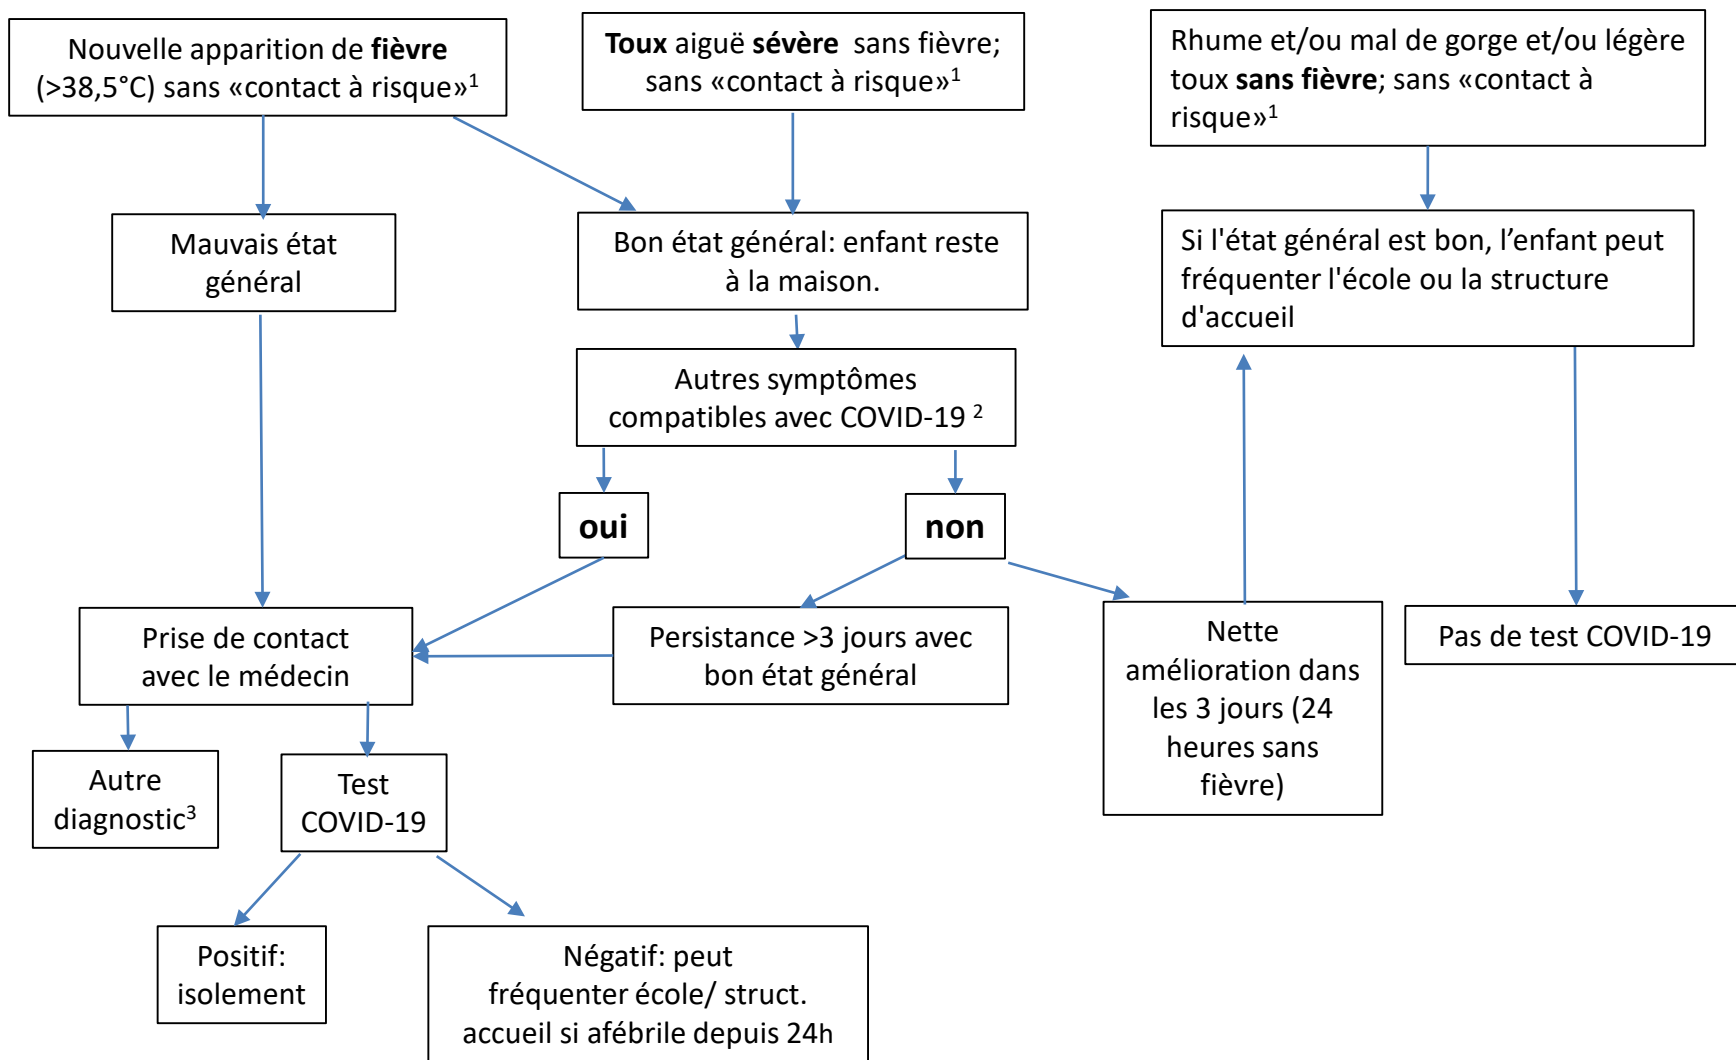 Nouvelle apparition de fièvre
(>38,5°C) sans «contact à risque»1
Toux aiguë sévère sans fièvre;
sans «contact à risque»1
Rhume et/ou mal de gorge et/ou légère
toux sans fièvre; sans «contact à
risque»1
Mauvais état
général
Bon état général: enfant reste
à la maison.
Si l'état général est bon, l’enfant peut
fréquenter l'école ou la structure
d'accueil
Autres symptômes
compatibles avec COVID-19 2
oui
non
Prise de contact
avec le médecin
Persistance >3 jours avec
bon état général
Nette
amélioration dans
les 3 jours (24
heures sans
fièvre)
Pas de test COVID-19
Autre
diagnostic3
Test
COVID-19
Positif:
isolement
Négatif: peut
fréquenter école/ struct.
accueil si afébrile depuis 24h